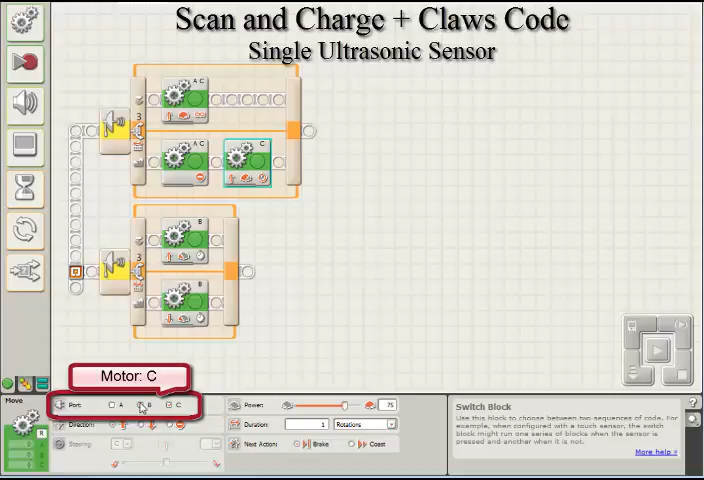 Scan and Charge + Claws Code
Single Ultrasonic Sensor
A C
3
A C
C
B
3
B
Motor: C
Move
Port: A B C
Power: 75
Direction:
Duration: 1 Rotations
Steering: C
Next Action: Brake Coast
Switch Block
Use this block to choose between two sequences of code. For
example, when configured with a touch sensor, the switch
block might run one series of blocks when the sensor is
pressed and another when it is not.
More help »
?